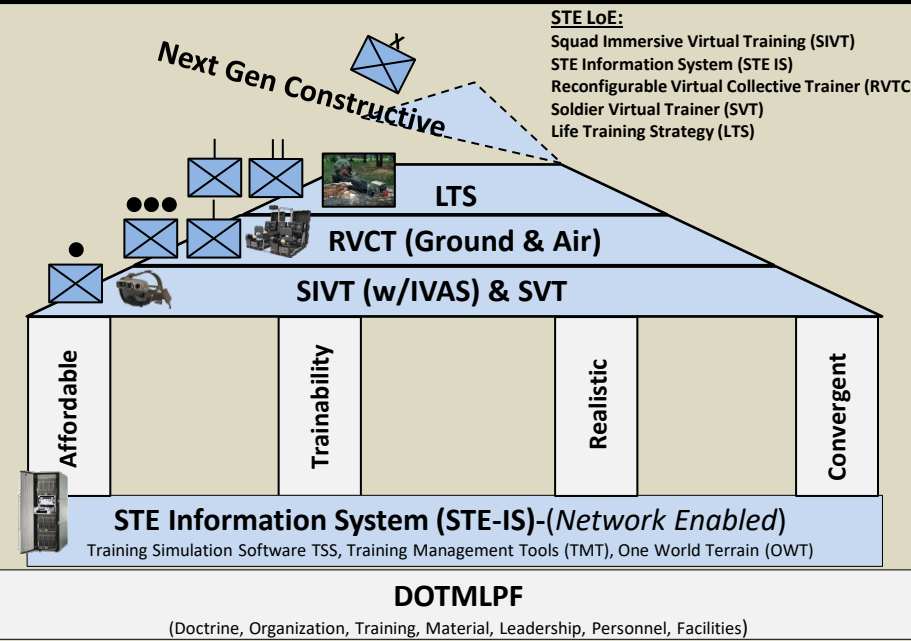 STE LoE:
Squad Immersive Virtual Training (SIVT)
STE Information System (STE IS)
Reconfigurable Virtual Collective Trainer (RVTC
Soldier Virtual Trainer (SVT)
Life Training Strategy (LTS)
Next Gen Constructive
LTS
RVCT (Ground & Air)
SIVT (w/IVAS) & SVT
Affordable
Trainability
Realistic
Convergent
STE Information System (STE-IS)-(Network Enabled)
Training Simulation Software TSS, Training Management Tools (TMT), One World Terrain (OWT)
DOTMLPF
(Doctrine, Organization, Training, Material, Leadership, Personnel, Facilities)